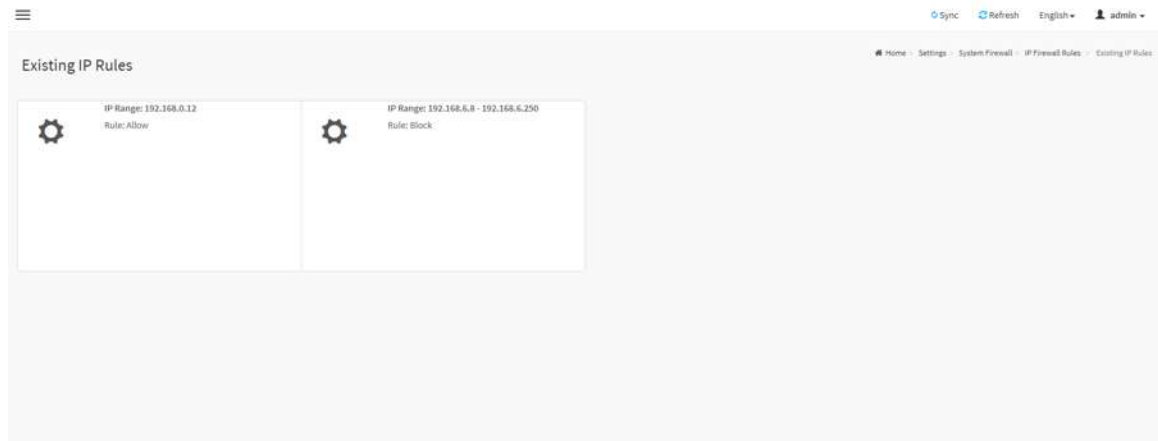 Sync Refresh English admin
Home Settings System Firewall IP Firewall Rules Existing IP Rules
Existing IP Rules
IP Range: 192.168.0.12
Rule: Allow
IP Range: 192.168.6.8 - 192.168.6.250
Rule: Block